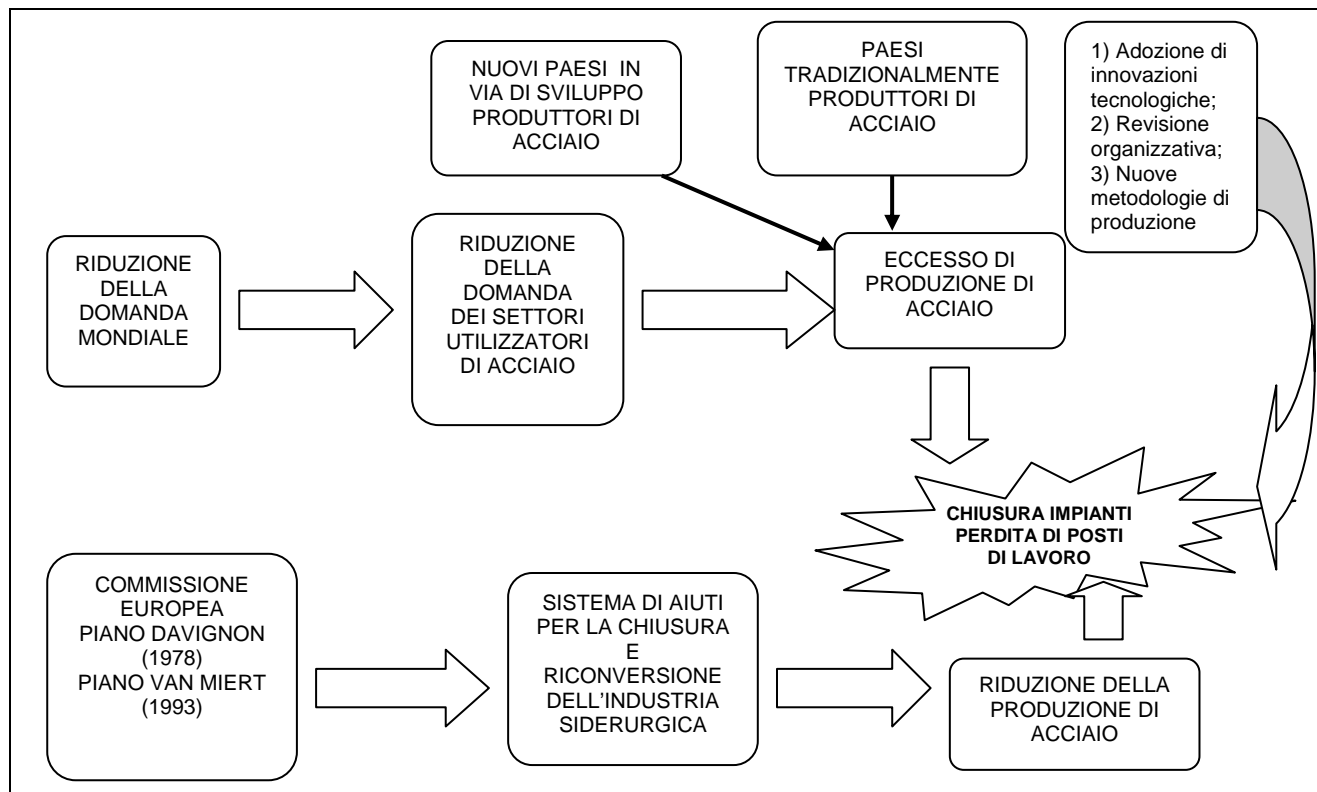 NUOVI PAESI IN
VIA DI SVILUPPO
PRODUTTORI DI
ACCIAIO
PAESI
TRADIZIONALMENTE
PRODUTTORI DI
ACCIAIO
1) Adozione di
innovazioni
tecnologiche;
2) Revisione
organizzativa;
3) Nuove
metodologie di
produzione
RIDUZIONE
DELLA
DOMANDA
MONDIALE
RIDUZIONE
DELLA
DOMANDA
DEI SETTORI
UTILIZZATORI
DI ACCIAIO
ECCESSO DI
PRODUZIONE DI
ACCIAIO
CHIUSURA IMPIANTI
PERDITA DI POSTI
DI LAVORO
COMMISSIONE
EUROPEA
PIANO DAVIGNON
(1978)
PIANO VAN MIERT
(1993)
SISTEMA DI AIUTI
PER LA CHIUSURA
E
RICONVERSIONE
DELL'INDUSTRIA
SIDERURGICA
RIDUZIONE DELLA
PRODUZIONE DI
ACCIAIO